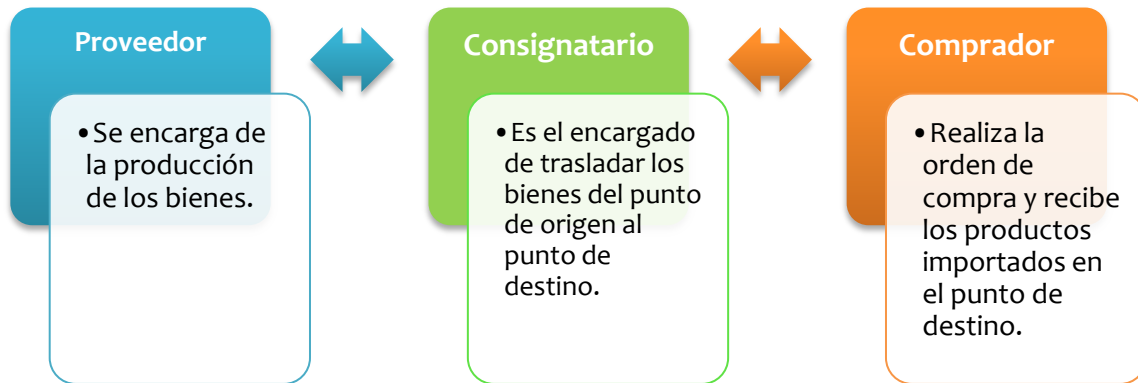 Proveedor
• Se encarga de
la producción
de los bienes.
Consignatario
• Es el encargado
de trasladar los
bienes del punto
de origen al
punto de
destino.
Comprador
• Realiza la
orden de
compra y recibe
los productos
importados en
el punto de
destino.